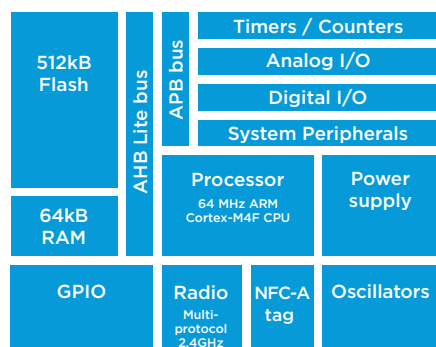 512kB
Flash
64kB
RAM
AHB Lite bus
APB bus
Timers / Counters
Analog I/O
Digital I/O
System Peripherals
Processor
64 MHz ARM
Cortex-M4F CPU
Power
supply
GPIO
Radio
Multi-
protocol
2.4GHz
NFC-A
tag
Oscillators